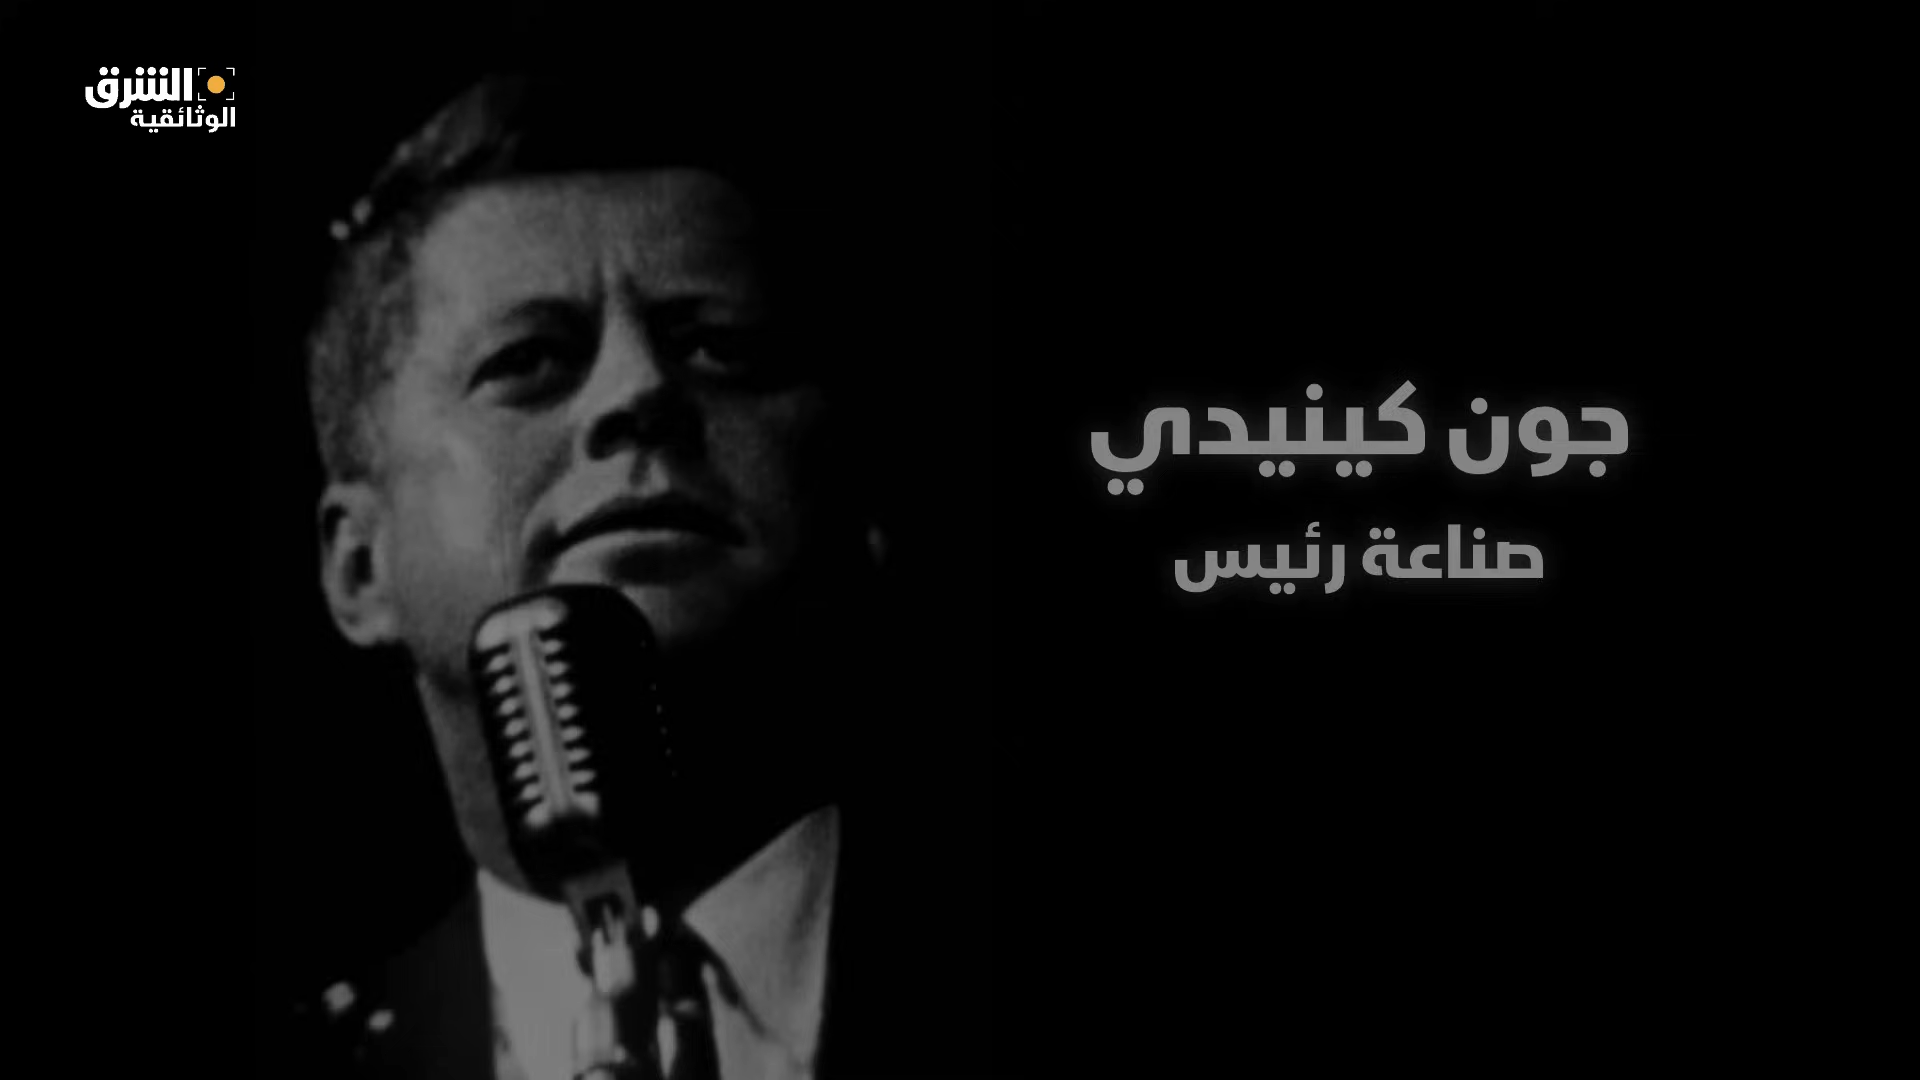 الشرق
الوثائقية
جون كينيدي
صناعة رئيس